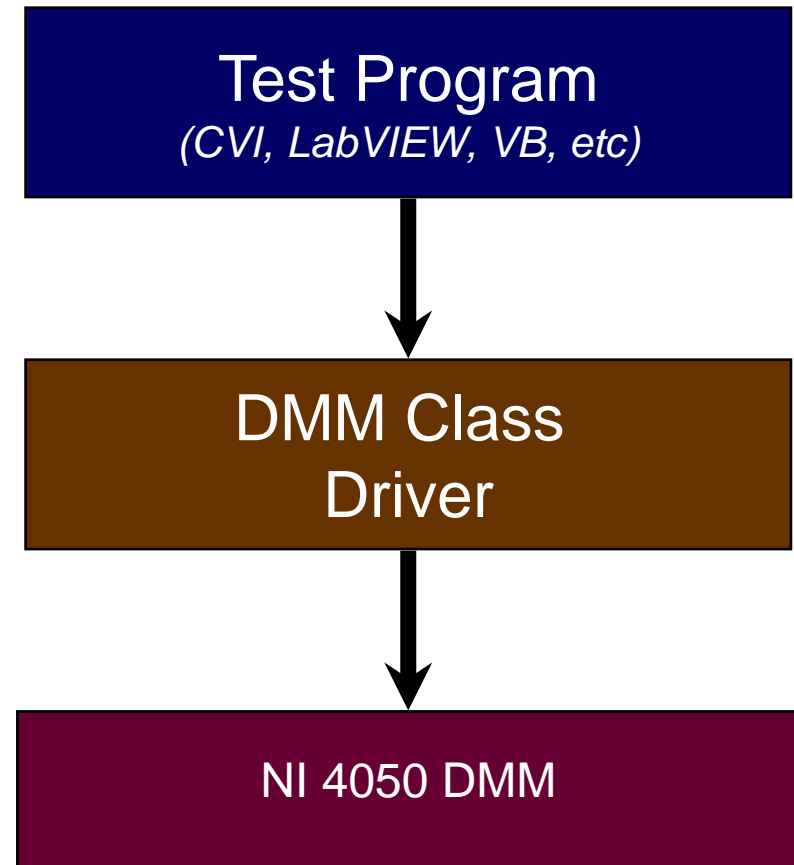 Test Program
(CVI, LabVIEW, VB, etc)
DMM Class
Driver
NI 4050 DMM